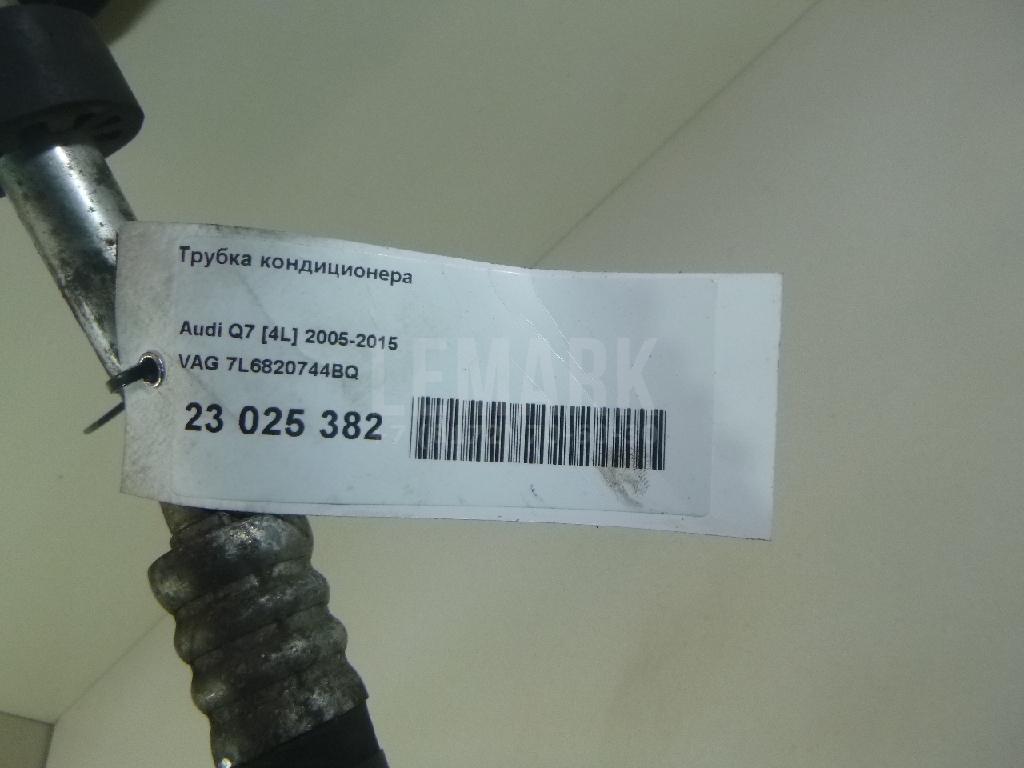 Трубка кондиционера
Audi Q7 [4L] 2005-2015
VAG 7L6820744BQ
23 025 382
LEMARK